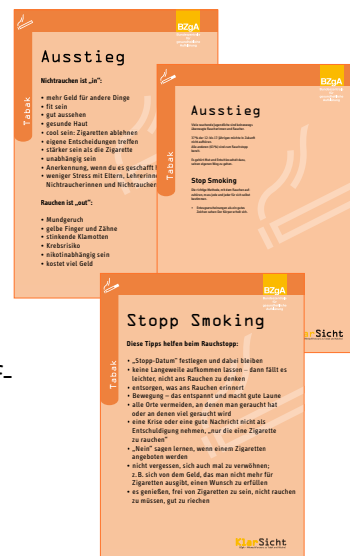 BZgA
Ausstieg
Nichtrauchen ist „in":
• mehr Geld für andere Dinge
• fit sein
• gut aussehen
• gesunde Haut
• cool sein: Zigaretten ablehnen
• eigene Entscheidungen treffen
• stärker sein als die Zigarette
• unabhängig sein
• Anerkennung, wenn du es geschafft
• weniger Stress mit Eltern, Lehrerinn
Nichtraucherinnen und Nichtraucher
Rauchen ist „out":
• Mundgeruch
• gelbe Finger und Zähne
• stinkende Klamotten
• Krebsrisiko
• nikotinabhängig sein
• kostet viel Geld
Tabak
BZgA
Ausstieg
Stop Smoking
Tabak
arSicht
BZgA
Stopp Smoking
Diese Tipps helfen beim Rauchstopp:
• „Stopp-Datum" festlegen und dabei bleiben
• keine Langeweile aufkommen lassen – dann fällt es
leichter, nicht ans Rauchen zu denken
• entsorgen, was ans Rauchen erinnert
• Bewegung – das entspannt und macht gute Laune
• alle Orte vermeiden, an denen man geraucht hat
oder an denen viel geraucht wird
• eine Krise oder eine gute Nachricht nicht als
Entschuldigung nehmen, „nur die eine Zigarette
zu rauchen"
• „Nein" sagen lernen, wenn einem Zigaretten
angeboten werden
• nicht vergessen, sich auch mal zu verwöhnen;
z. B. sich von dem Geld, das man nicht mehr für
Zigaretten ausgibt, einen Wunsch zu erfüllen
• es genießen, frei von Zigaretten zu sein, nicht rauchen
zu müssen, gut zu riechen
Tabak
KlarSicht